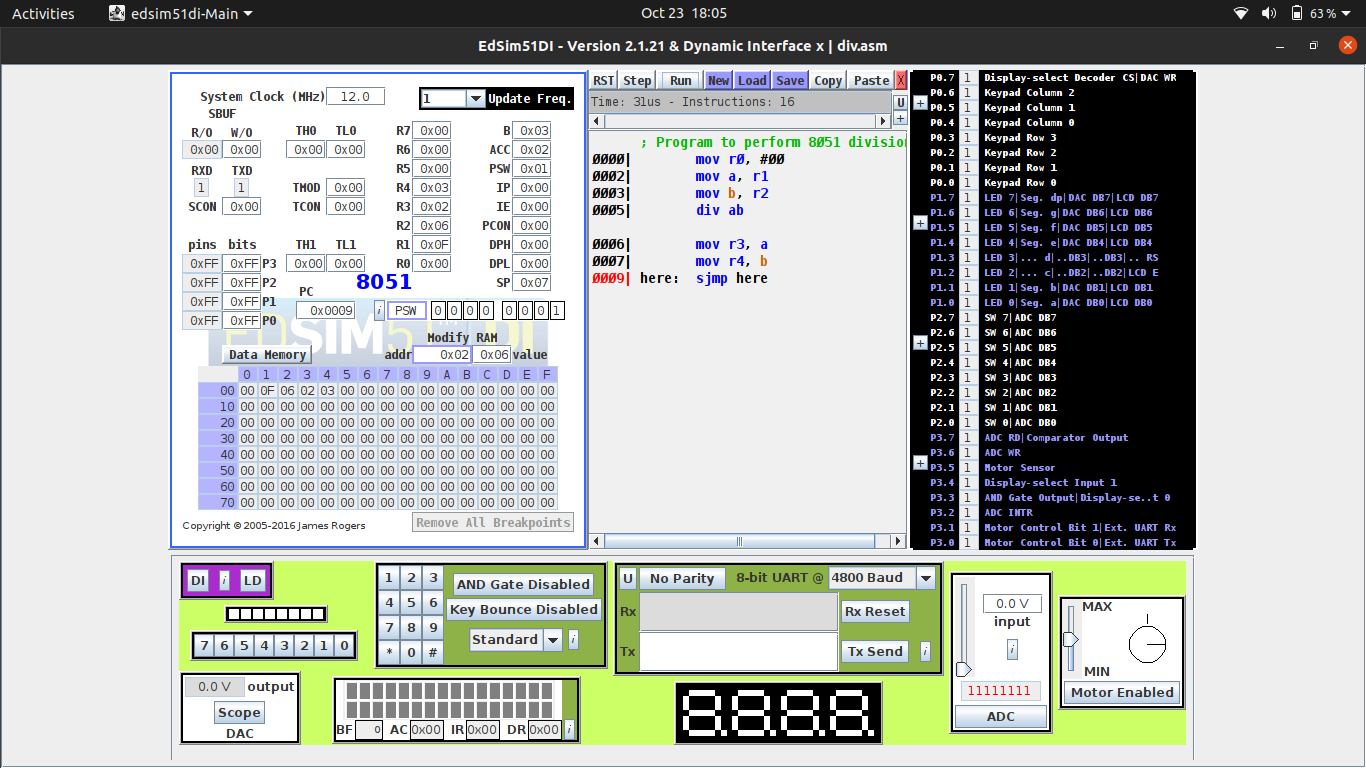 Activities edsim51di-Main Oct 23 18:05 63 %
EdSim51DI - Version 2.1.21 & Dynamic Interface x | div.asm
System Clock (MHz) 12.0 1 Update Freq.
SBUF
R/O W/O TH0 TL0 R7 0x00 B 0x03
0x00 0x00 0x00 0x00 R6 0x00 ACC 0x02
RXD TXD R5 0x00 PSW 0x01
1 1 TMOD 0x00 R4 0x03 IP 0x00
SCON 0x00 TCON 0x00 R3 0x02 IE 0x00
R2 0x06 PCON 0x00
pins bits TH1 TL1 R1 0x0F DPH 0x00
0xFF 0xFF P3 0x00 0x00 R0 0x00 DPL 0x00
0xFF 0xFF P2 8051 SP 0x07
0xFF 0xFF P1 PC
0xFF 0xFF P0 0x0009 i PSW 0 0 0 0 0 0 0 1
EDSIM51DI
Modify RAM
Data Memory addr 0x02 0x06 value
0 1 2 3 4 5 6 7 8 9 A B C D E F
00 00 0F 06 02 03 00 00 00 00 00 00 00 00 00 00 00
10 00 00 00 00 00 00 00 00 00 00 00 00 00 00 00 00
20 00 00 00 00 00 00 00 00 00 00 00 00 00 00 00 00
30 00 00 00 00 00 00 00 00 00 00 00 00 00 00 00 00
40 00 00 00 00 00 00 00 00 00 00 00 00 00 00 00 00
50 00 00 00 00 00 00 00 00 00 00 00 00 00 00 00 00
60 00 00 00 00 00 00 00 00 00 00 00 00 00 00 00 00
70 00 00 00 00 00 00 00 00 00 00 00 00 00 00 00 00
Copyright © 2005-2016 James Rogers Remove All Breakpoints
RST Step Run New Load Save Copy Paste X
Time: 31us - Instructions: 16 U
+
; Program to perform 8051 division
0000| mov r0, #00
0002| mov a, r1
0003| mov b, r2
0005| div ab
0006| mov r3, a
0007| mov r4, b
0009| here: sjmp here
P0.7 1 Display-select Decoder CS|DAC WR
+ P0.6 1 Keypad Column 2
P0.5 1 Keypad Column 1
P0.4 1 Keypad Column 0
P0.3 1 Keypad Row 3
P0.2 1 Keypad Row 2
P0.1 1 Keypad Row 1
P0.0 1 Keypad Row 0
P1.7 1 LED 7|Seg. dp|DAC DB7|LCD DB7
+ P1.6 1 LED 6|Seg. g|DAC DB6|LCD DB6
P1.5 1 LED 5|Seg. f|DAC DB5|LCD DB5
P1.4 1 LED 4|Seg. e|DAC DB4|LCD DB4
P1.3 1 LED 3|... d|..DB3|..DB3|... RS
P1.2 1 LED 2|... c|..DB2|..DB2|LCD E
P1.1 1 LED 1|Seg. b|DAC DB1|LCD DB1
P1.0 1 LED 0|Seg. a|DAC DB0|LCD DB0
P2.7 1 SW 7|ADC DB7
P2.6 1 SW 6|ADC DB6
+ P2.5 1 SW 5|ADC DB5
P2.4 1 SW 4|ADC DB4
P2.3 1 SW 3|ADC DB3
P2.2 1 SW 2|ADC DB2
P2.1 1 SW 1|ADC DB1
P2.0 1 SW 0|ADC DB0
P3.7 1 ADC RD|Comparator Output
P3.6 1 ADC WR
+ P3.5 1 Motor Sensor
P3.4 1 Display-select Input 1
P3.3 1 AND Gate Output|Display-se..t 0
P3.2 1 ADC INTR
P3.1 1 Motor Control Bit 1|Ext. UART Rx
P3.0 1 Motor Control Bit 0|Ext. UART Tx
DI i LD
7 6 5 4 3 2 1 0
0.0 V output
Scope
DAC
1 2 3 AND Gate Disabled
4 5 6 Key Bounce Disabled
7 8 9 Standard i
* 0 #
BF 0 AC 0x00 IR 0x00 DR 0x00 i
U No Parity 8-bit UART @ 4800 Baud
Rx Rx Reset
Tx Tx Send i
8.8.8.8.
0.0 V
input
i
11111111
ADC
MAX
MIN
Motor Enabled